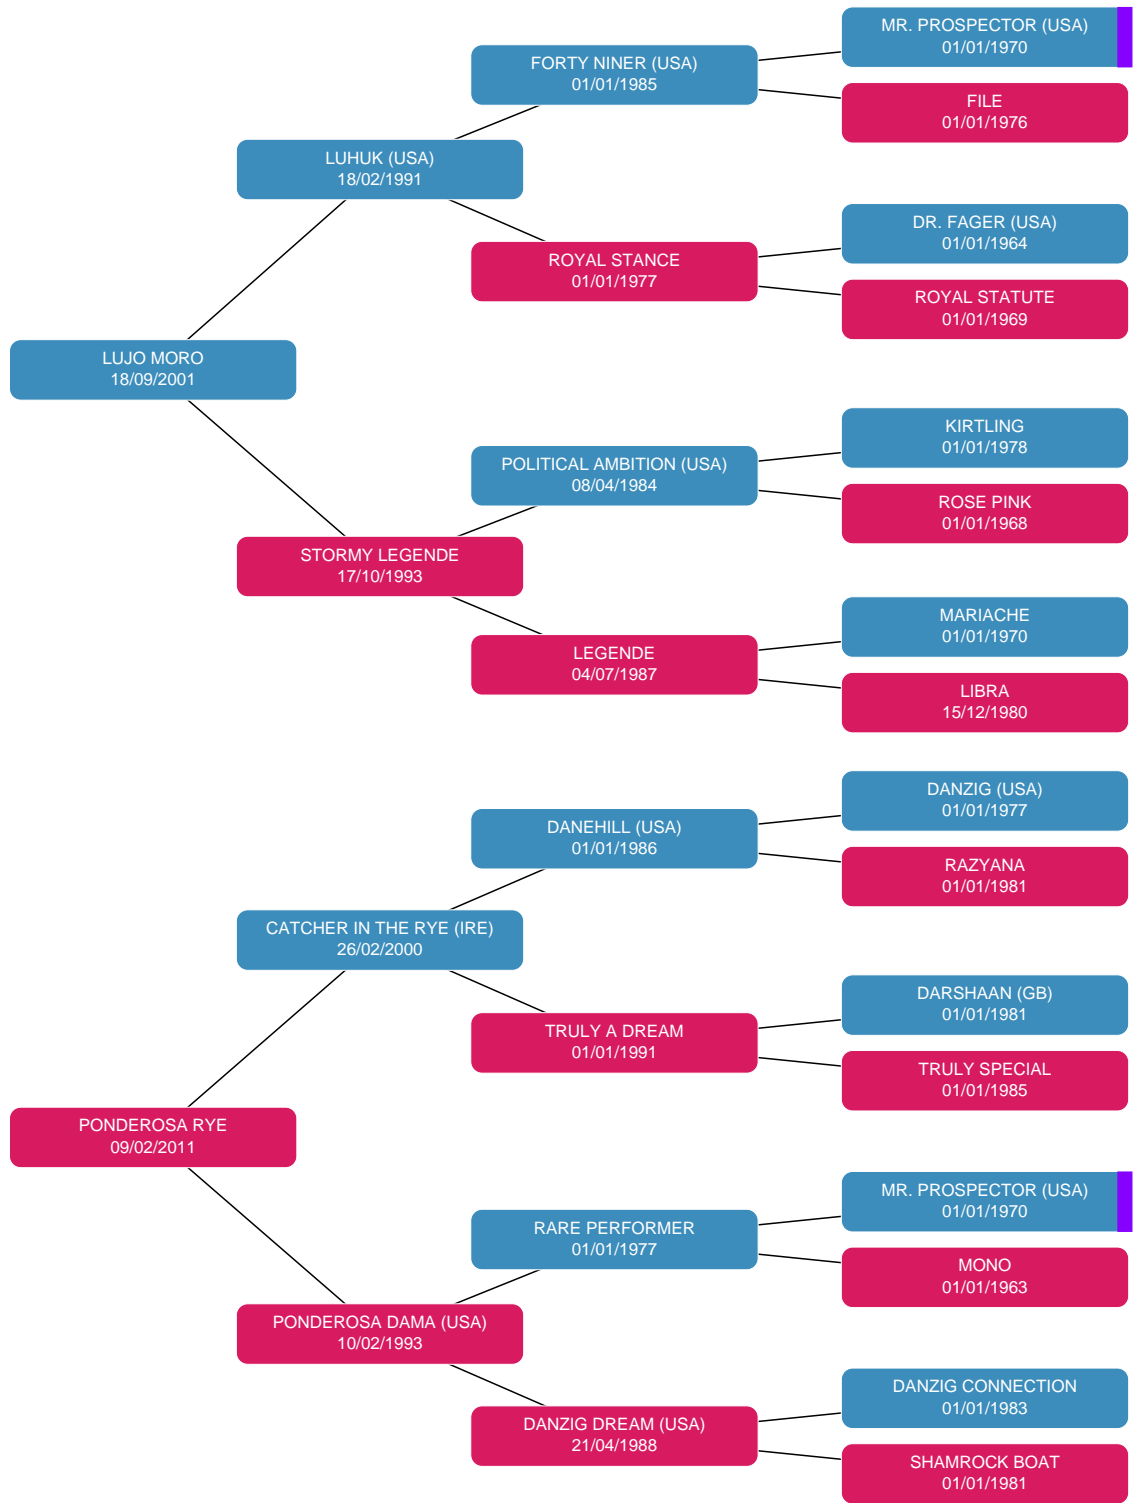 MR. PROSPECTOR (USA)
01/01/1970
FORTY NINER (USA)
01/01/1985
FILE
01/01/1976
LUHUK (USA)
18/02/1991
DR. FAGER (USA)
01/01/1964
ROYAL STANCE
01/01/1977
ROYAL STATUTE
01/01/1969
LUJO MORO
18/09/2001
KIRTLING
01/01/1978
POLITICAL AMBITION (USA)
08/04/1984
ROSE PINK
01/01/1968
STORMY LEGENDE
17/10/1993
MARIACHE
01/01/1970
LEGENDE
04/07/1987
LIBRA
15/12/1980
DANZIG (USA)
01/01/1977
DANEHILL (USA)
01/01/1986
RAZYANA
01/01/1981
CATCHER IN THE RYE (IRE)
26/02/2000
DARSHAAN (GB)
01/01/1981
TRULY A DREAM
01/01/1991
TRULY SPECIAL
01/01/1985
PONDEROSA RYE
09/02/2011
MR. PROSPECTOR (USA)
01/01/1970
RARE PERFORMER
01/01/1977
MONO
01/01/1963
PONDEROSA DAMA (USA)
10/02/1993
DANZIG CONNECTION
01/01/1983
DANZIG DREAM (USA)
21/04/1988
SHAMROCK BOAT
01/01/1981